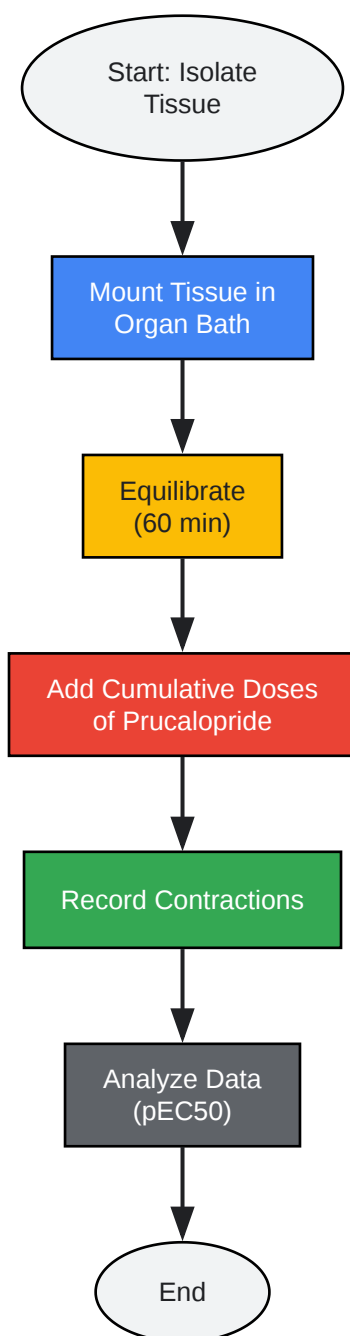 Start: Isolate
Tissue
Mount Tissue in
Organ Bath
Equilibrate
(60 min)
Add Cumulative Doses
of Prucalopride
Record Contractions
Analyze Data
(pEC50)
End